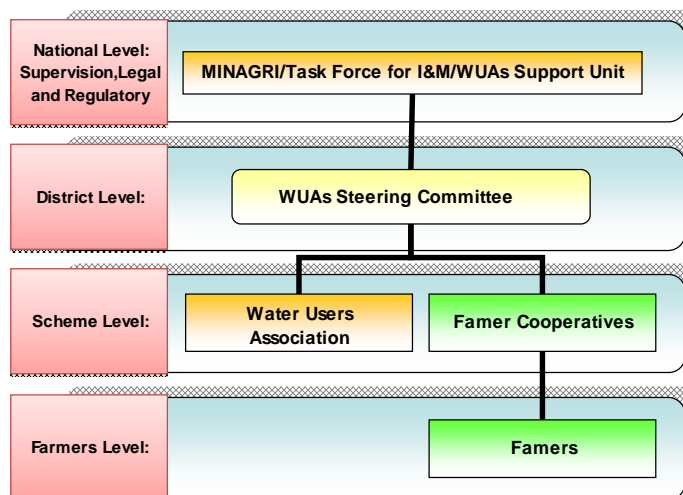 National Level:
Supervision,Legal
and Regulatory
MINAGRI/Task Force for I&M/WUAs Support Unit
District Level:
WUAs Steering Committee
Scheme Level:
Water Users
Association
Famer Cooperatives
Farmers Level:
Famers